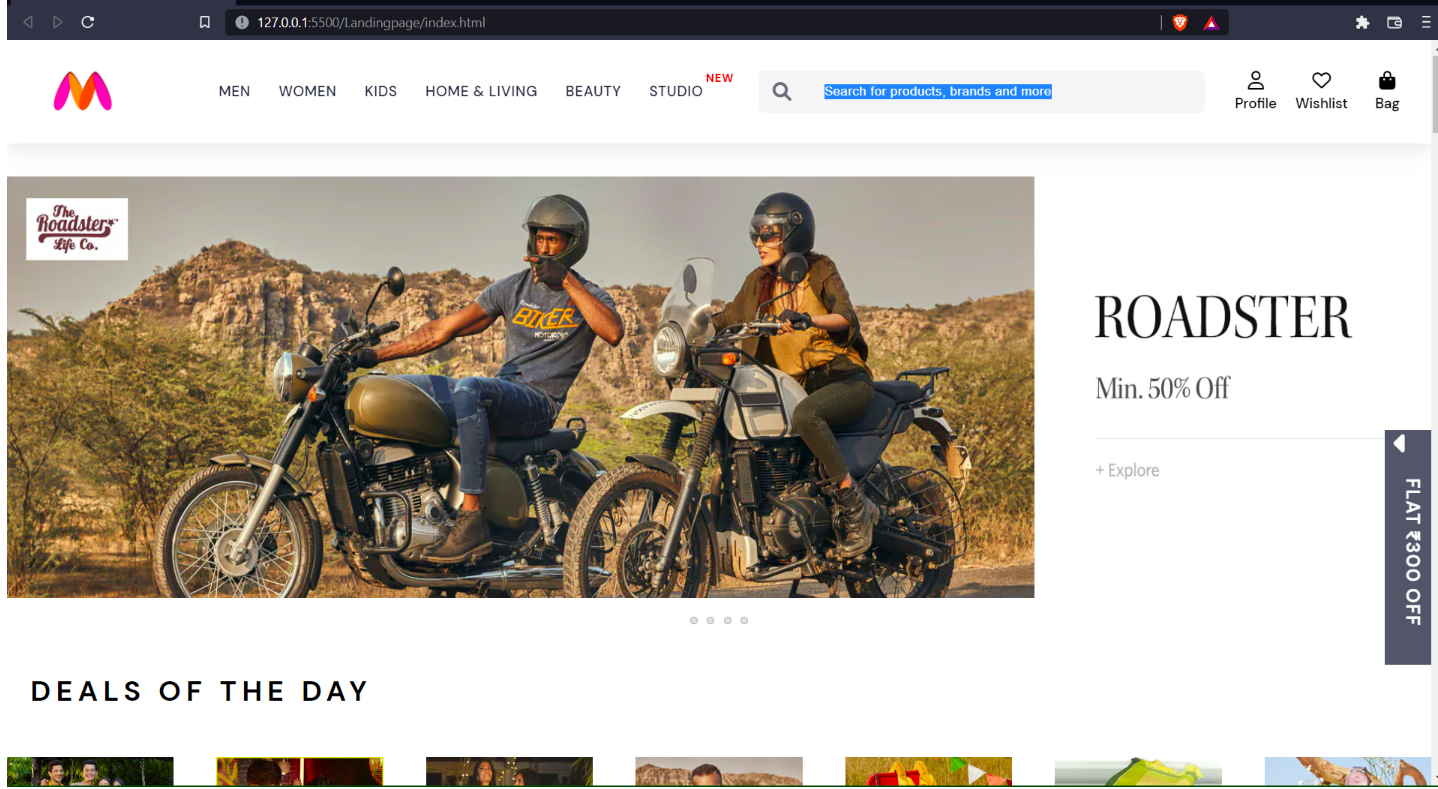 127.0.0.1:5500/Landingpage/index.html
MEN WOMEN KIDS HOME & LIVING BEAUTY STUDIO NEW
Search for products, brands and more
Profile Wishlist Bag
The
Roadster
Life Co.
BIKER
ROADSTER
Min. 50% Off
+ Explore
FLAT ₹300 OFF
DEALS OF THE DAY